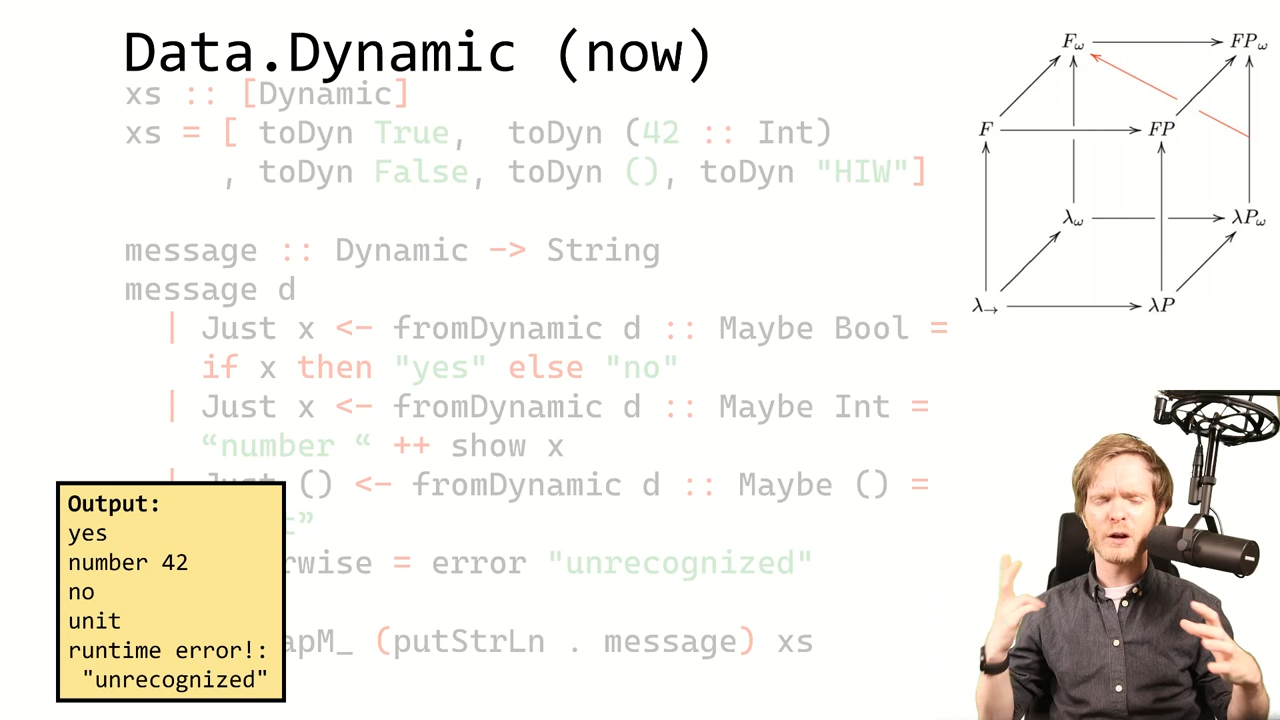 Data.Dynamic (now)
xs :: [Dynamic]
xs = [ toDyn True, toDyn (42 :: Int)
, toDyn False, toDyn (), toDyn "HIW"]
message :: Dynamic -> String
message d
| Just x <- fromDynamic d :: Maybe Bool =
if x then "yes" else "no"
| Just x <- fromDynamic d :: Maybe Int =
“number “ ++ show x
| Just () <- fromDynamic d :: Maybe () =
”
rwise = error "unrecognized"
apM_ (putStrLn . message) xs
Output:
yes
number 42
no
unit
runtime error!:
"unrecognized"
Fω FPω
F FP
λω λPω
λ→ λP